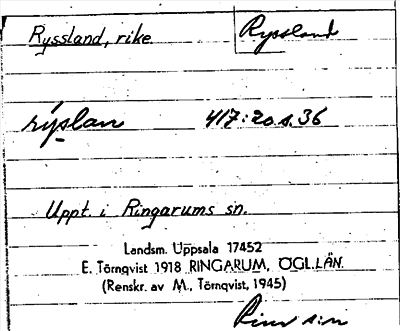 Ryssland, rike
Ryssland
rýslan 417:20 s. 36
Uppt. i Ringarums sn.
Landsm. Uppsala 17452
E. Törnqvist 1918 RINGARUM, ÖGL.LÄN.
(Renskr. av M. Törnqvist, 1945)